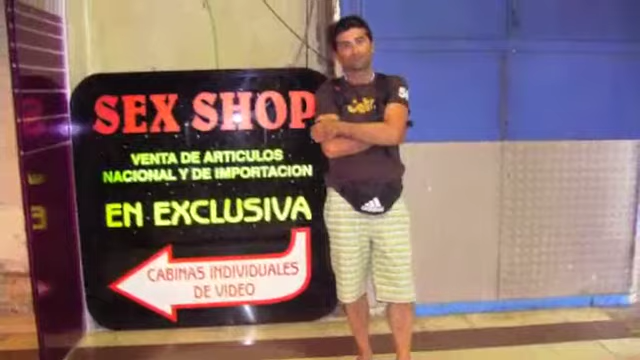 SEX SHOP
VENTA DE ARTICULOS
NACIONAL Y DE IMPORTACION
EN EXCLUSIVA
CABINAS INDIVIDUALES
DE VIDEO
adidas